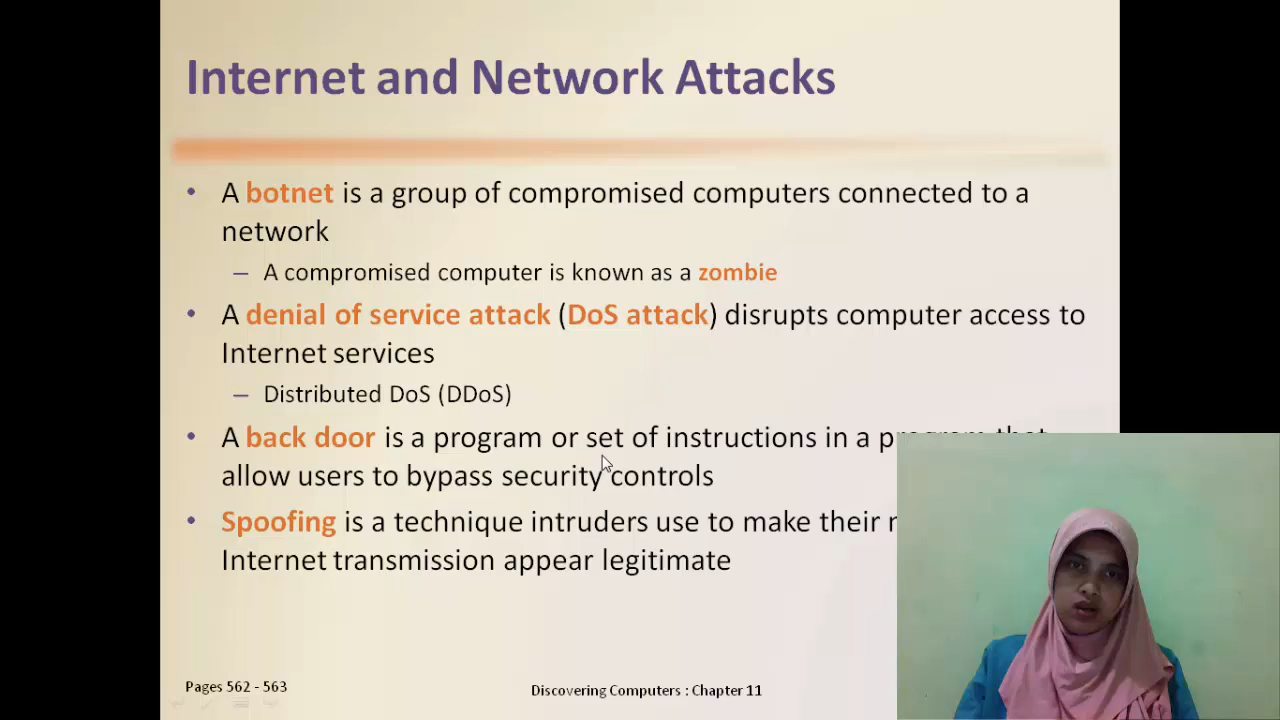 Internet and Network Attacks
• A botnet is a group of compromised computers connected to a
network
– A compromised computer is known as a zombie
• A denial of service attack (DoS attack) disrupts computer access to
Internet services
– Distributed DoS (DDoS)
• A back door is a program or set of instructions in a program that
allow users to bypass security controls
• Spoofing is a technique intruders use to make their
Internet transmission appear legitimate
Pages 562 - 563
Discovering Computers : Chapter 11